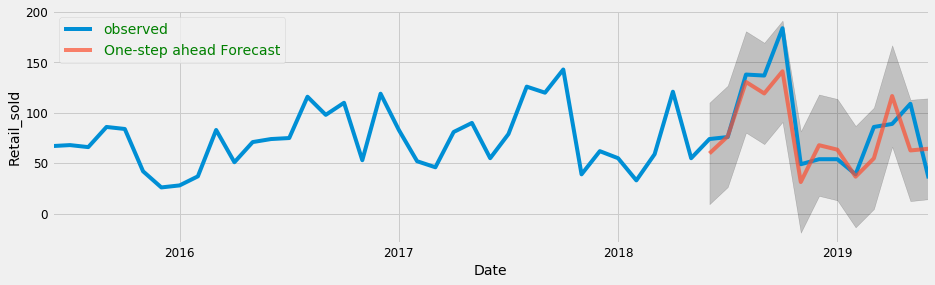 observed
One-step ahead Forecast
200
150
100
50
0
Retail_sold
2016
2017
2018
2019
Date